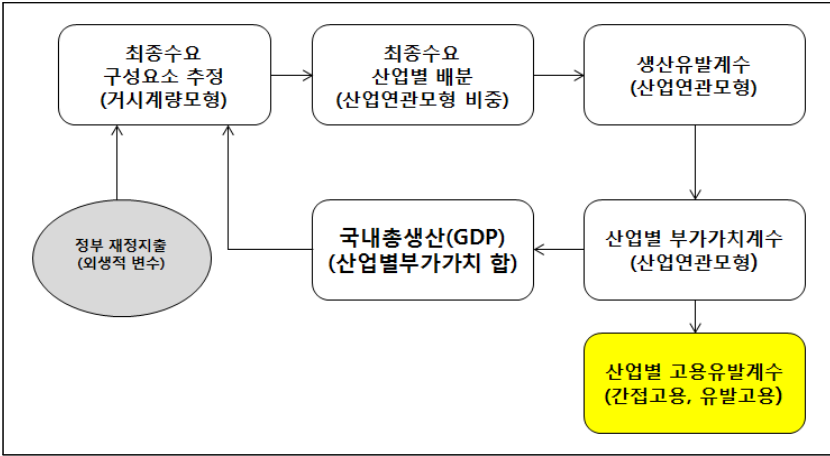 최종수요
구성요소 추정
(거시계량모형)
최종수요
산업별 배분
(산업연관모형 비중)
생산유발계수
(산업연관모형)
정부 재정지출
(외생적 변수)
국내총생산(GDP)
(산업별부가가치 합)
산업별 부가가치계수
(산업연관모형)
산업별 고용유발계수
(간접고용, 유발고용)